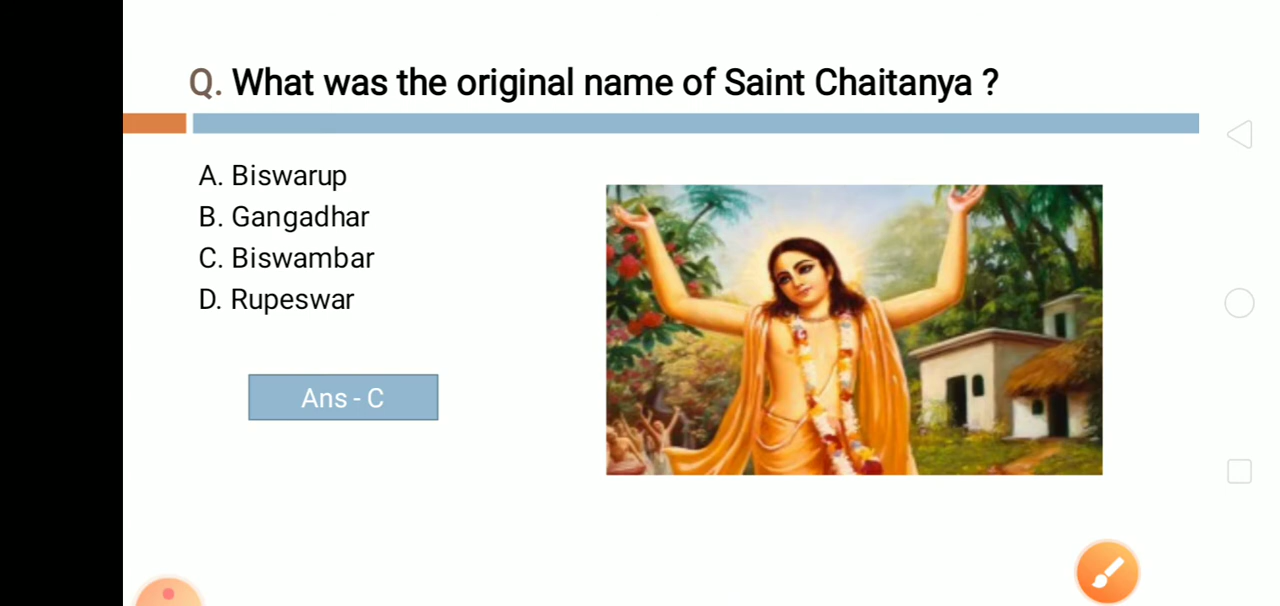 Q. What was the original name of Saint Chaitanya ?
A. Biswarup
B. Gangadhar
C. Biswambar
D. Rupeswar
Ans - C